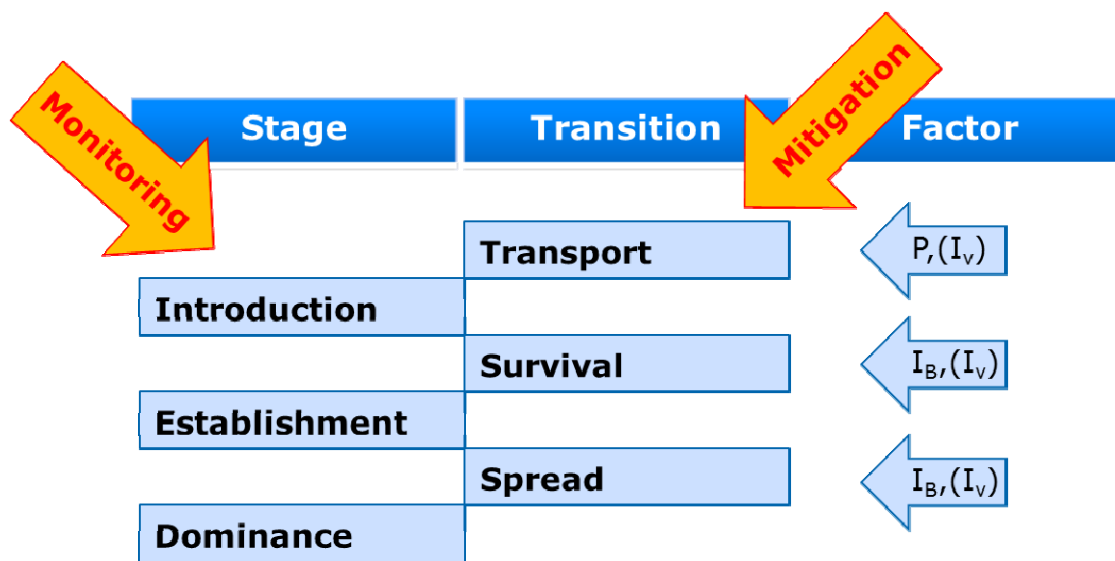 Monitoring
Mitigation
Stage Transition Factor
Transport P,(Iv)
Introduction
Survival IB,(Iv)
Establishment
Spread IB,(Iv)
Dominance